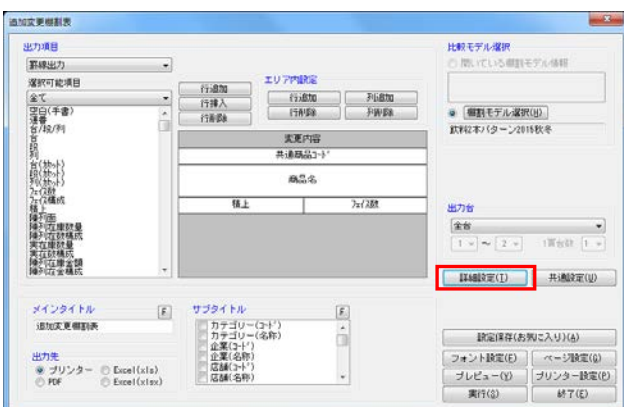 追加変更棚割表
出力項目
罫線出力
選択可能項目
全て
空白(手書)
連番
台/段/列
台
段
列
台(ｶｾｯﾄ)
段(ｶｾｯﾄ)
列(ｶｾｯﾄ)
ﾌｪｲｽ数
ﾌｪｲｽ構成
積上
陳列面
陳列在庫数量
陳列在数構成
実在庫数量
実在数構成
陳列在庫金額
陳列在金構成
行追加
行挿入
行削除
エリア内設定
行追加
列追加
行削除
列削除
変更内容
共通商品ｺｰﾄﾞ
商品名
積上
ﾌｪｲｽ数
比較モデル選択
開いている棚割モデル情報
棚割モデル選択(H)
飲料2本パターン2015秋冬
出力台
全台
1 ～ 2
1頁台数 1
詳細設定(T)
共通設定(U)
メインタイトル
F
追加変更棚割表
サブタイトル
F
カテゴリー(ｺｰﾄﾞ)
カテゴリー(名称)
企業(ｺｰﾄﾞ)
企業(名称)
店舗(ｺｰﾄﾞ)
店舗(名称)
出力先
プリンター
Excel(xls)
PDF
Excel(xlsx)
設定保存(お気に入り)(A)
フォント設定(F)
ページ設定(G)
プレビュー(Y)
プリンター設定(P)
実行(S)
終了(E)